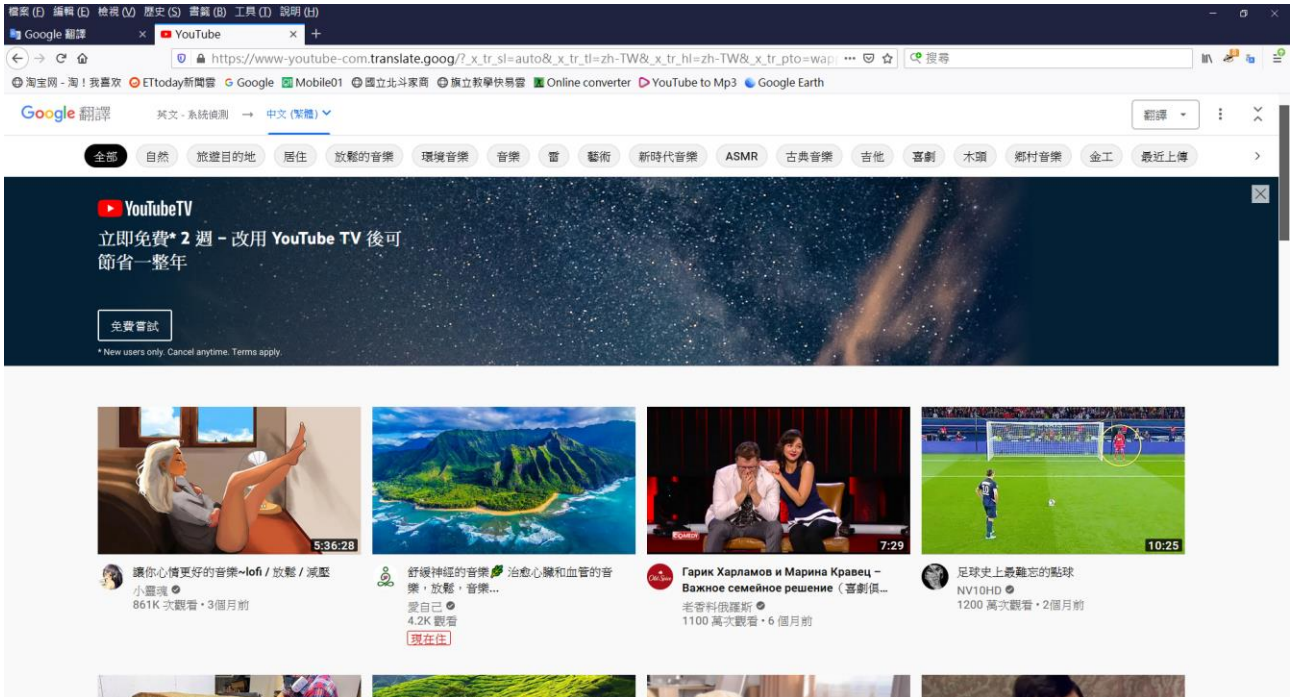 檔案(F) 編輯(E) 檢視(V) 歷史(S) 書籤(B) 工具(T) 說明(H)
Google 翻譯
YouTube
https://www-youtube-com.translate.goog/?_x_tr_sl=auto&_x_tr_tl=zh-TW&_x_tr_hl=zh-TW&_x_tr_pto=wap
搜尋
淘宝网 - 淘！我喜欢 ETtoday新聞雲 Google Mobile01 國立北斗家商 旗立教學快易雲 Online converter YouTube to Mp3 Google Earth
Google 翻譯 英文 - 系統偵測 → 中文 (繁體) 翻譯
全部 自然 旅遊目的地 居住 放鬆的音樂 環境音樂 音樂 雷 藝術 新時代音樂 ASMR 古典音樂 吉他 喜劇 木頭 鄉村音樂 金工 最近上傳
YouTubeTV
立即免費* 2 週 – 改用 YouTube TV 後可
節省一整年
免費嘗試
* New users only. Cancel anytime. Terms apply.
5:36:28
7:29
10:25
讓你心情更好的音樂~lofi / 放鬆 / 減壓
小靈魂
861K 次觀看 • 3個月前
舒緩神經的音樂🌿 治愈心臟和血管的音
樂，放鬆，音樂...
愛自己
4.2K 觀看
現在住
Old Spice
Гарик Харламов и Марина Кравец –
Важное семейное решение（喜劇俱...
老香料俄羅斯
1100 萬次觀看 • 6 個月前
足球史上最難忘的點球
NV10HD
1200 萬次觀看 • 2個月前